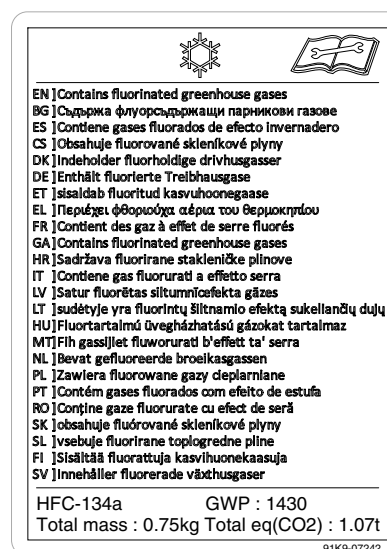 EN ]Contains fluorinated greenhouse gases
BG ]Съдържа флуорсъдържащи парникови газове
ES ]Contiene gases fluorados de efecto invernadero
CS ]Obsahuje fluorované skleníkové plyny
DK ]Indeholder fluorholdige drivhusgasser
DE ]Enthält fluorierte Treibhausgase
ET ]sisaldab fluoritud kasvuhoonegaase
EL ]Περιέχει φθοριούχα αέρια του θερμοκηπίου
FR ]Contient des gaz à effet de serre fluorés
GA]Contains fluorinated greenhouse gases
HR]Sadržava fluorirane stakleničke plinove
IT ]Contiene gas fluorurati a effetto serra
LV ]Satur fluorētas siltumnīcefekta gāzes
LT ]sudėtyje yra fluorintų šiltnamio efektą sukeliančių dujų
HU]Fluortartalmú üvegházhatású gázokat tartalmaz
MT]Fih gassijiet fluworurati b'effett ta' serra
NL ]Bevat gefluoreerde broeikasgassen
PL ]Zawiera fluorowane gazy cieplarniane
PT ]Contém gases fluorados com efeito de estufa
RO ]Conține gaze fluorurate cu efect de seră
SK ]obsahuje fluórované skleníkové plyny
SL ]vsebuje fluorirane toplogredne pline
FI ]Sisältää fluorattuja kasvihuonekaasuja
SV ]Innehåller fluorerade växthusgaser
HFC-134a GWP : 1430
Total mass : 0.75kg Total eq(CO2) : 1.07t
91K9-07242